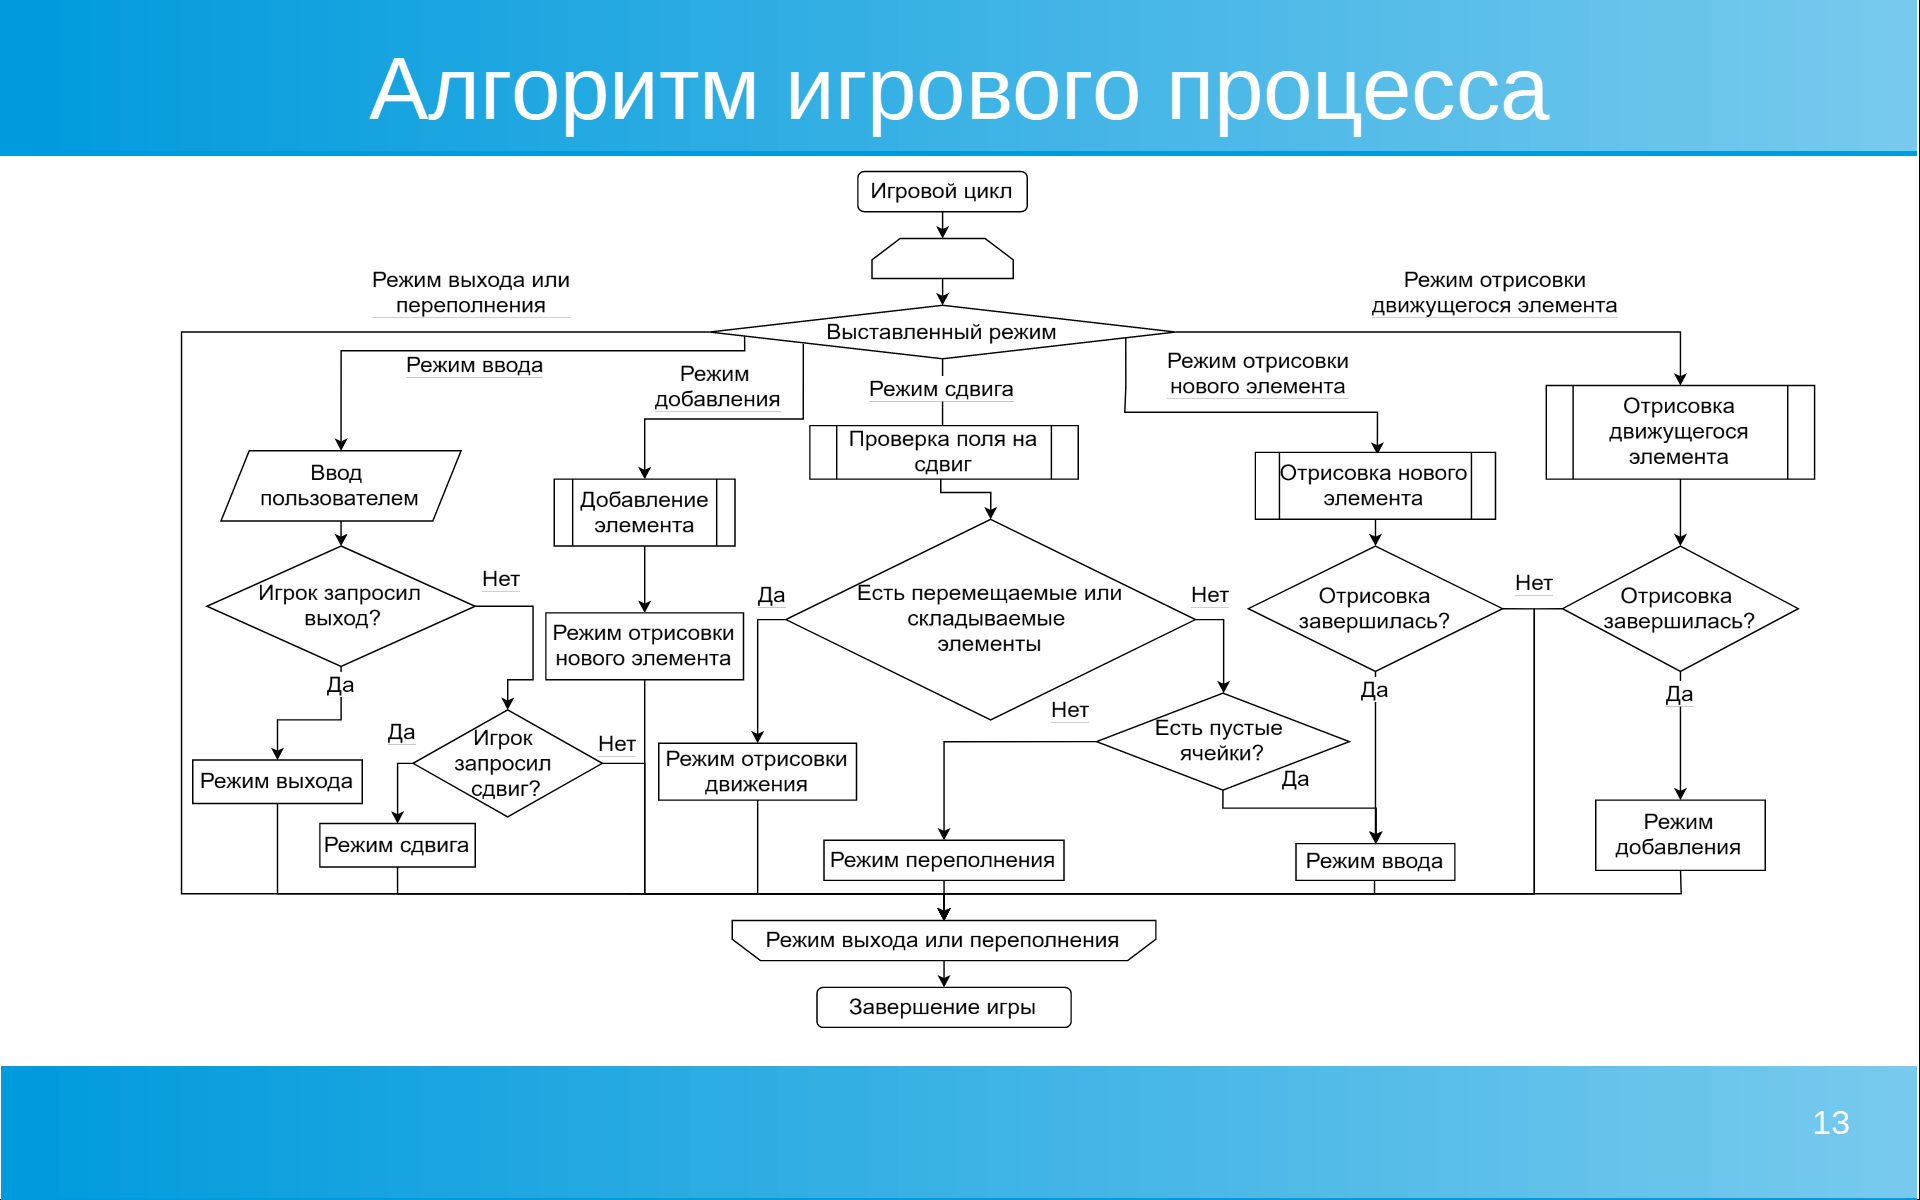 Алгоритм игрового процесса
Игровой цикл
Режим выхода или
переполнения
Режим отрисовки
движущегося элемента
Выставленный режим
Режим ввода
Режим
добавления
Режим сдвига
Режим отрисовки
нового элемента
Отрисовка
движущегося
элемента
Проверка поля на
сдвиг
Ввод
пользователем
Добавление
элемента
Отрисовка нового
элемента
Игрок запросил
выход?
Нет
Да
Есть перемещаемые или
складываемые
элементы
Нет
Отрисовка
завершилась?
Нет
Отрисовка
завершилась?
Режим отрисовки
нового элемента
Да
Да
Да
Нет
Есть пустые
ячейки?
Да
Да
Игрок
запросил
сдвиг?
Нет
Режим отрисовки
движения
Режим выхода
Режим сдвига
Режим переполнения
Режим ввода
Режим
добавления
Режим выхода или переполнения
Завершение игры
13